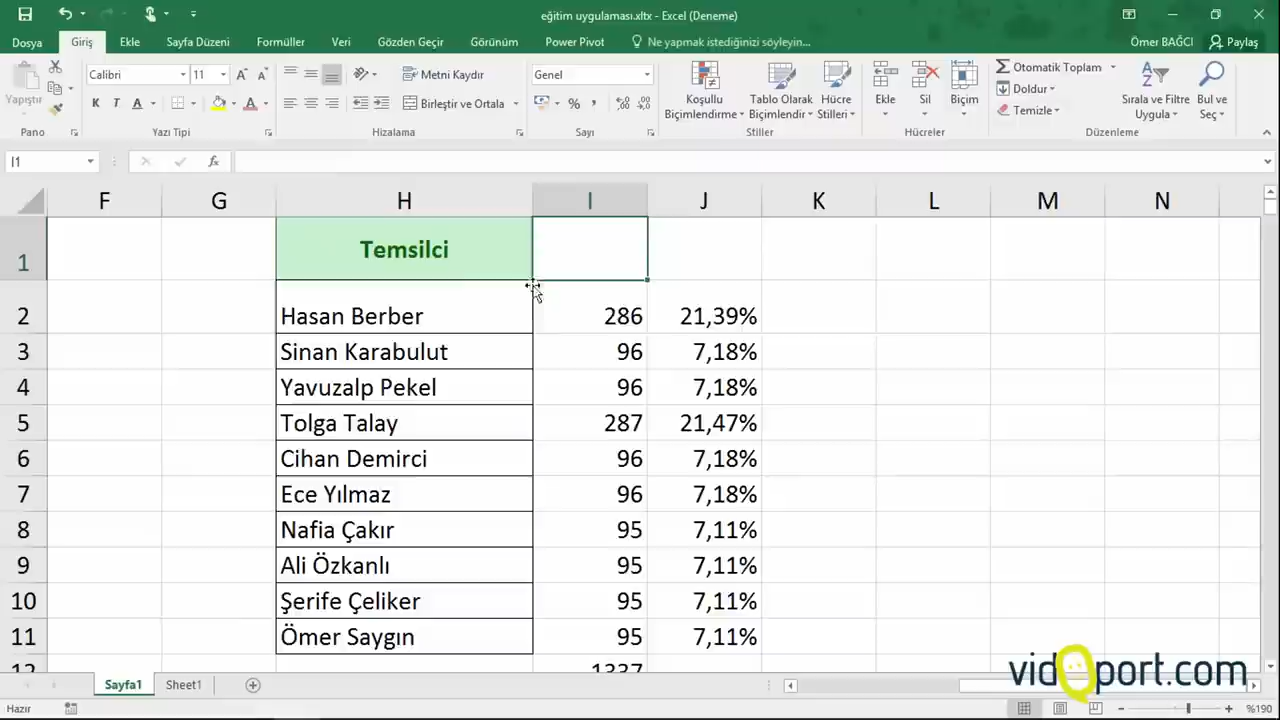 eğitim uygulaması.xltx - Excel (Deneme)
Dosya Giriş Ekle Sayfa Düzeni Formüller Veri Gözden Geçir Görünüm Power Pivot Ne yapmak istediğinizi söyleyin... Ömer BAĞCI Paylaş
Yapıştır
Calibri 11
K T A
Metni Kaydır
Birleştir ve Ortala
Genel
%
Koşullu Biçimlendirme
Tablo Olarak Biçimlendir
Hücre Stilleri
Ekle Sil Biçim
Otomatik Toplam
Doldur
Temizle
Sırala ve Filtre Uygula
Bul ve Seç
Pano Yazı Tipi Hizalama Sayı Stiller Hücreler Düzenleme
I1 fx
F G H I J K L M N
1 Temsilci
2 Hasan Berber 286 21,39%
3 Sinan Karabulut 96 7,18%
4 Yavuzalp Pekel 96 7,18%
5 Tolga Talay 287 21,47%
6 Cihan Demirci 96 7,18%
7 Ece Yılmaz 96 7,18%
8 Nafia Çakır 95 7,11%
9 Ali Özkanlı 95 7,11%
10 Şerife Çeliker 95 7,11%
11 Ömer Saygın 95 7,11%
12 1337
vidoport.com
Sayfa1 Sheet1
Hazır %190